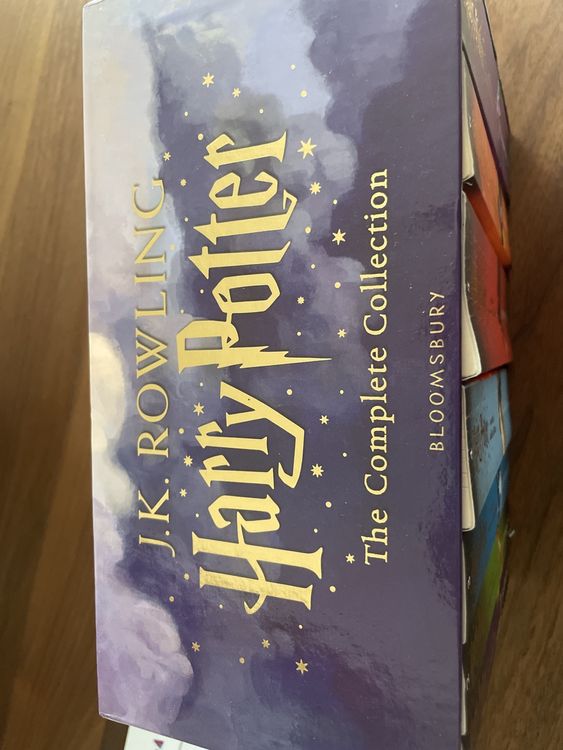 J.K. ROWLING
Harry Potter
The Complete Collection
BLOOMSBURY